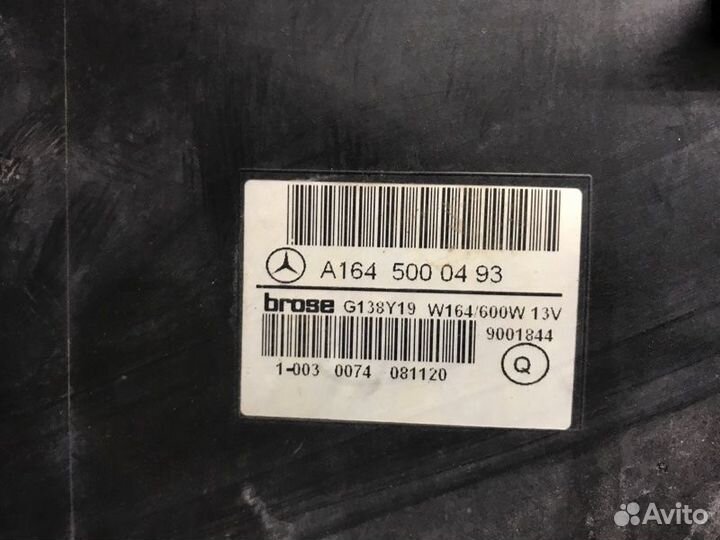 A164 500 04 93
brose G138Y19 W164/600W 13V
9001844
1-003 0074 081120
Q
Avito